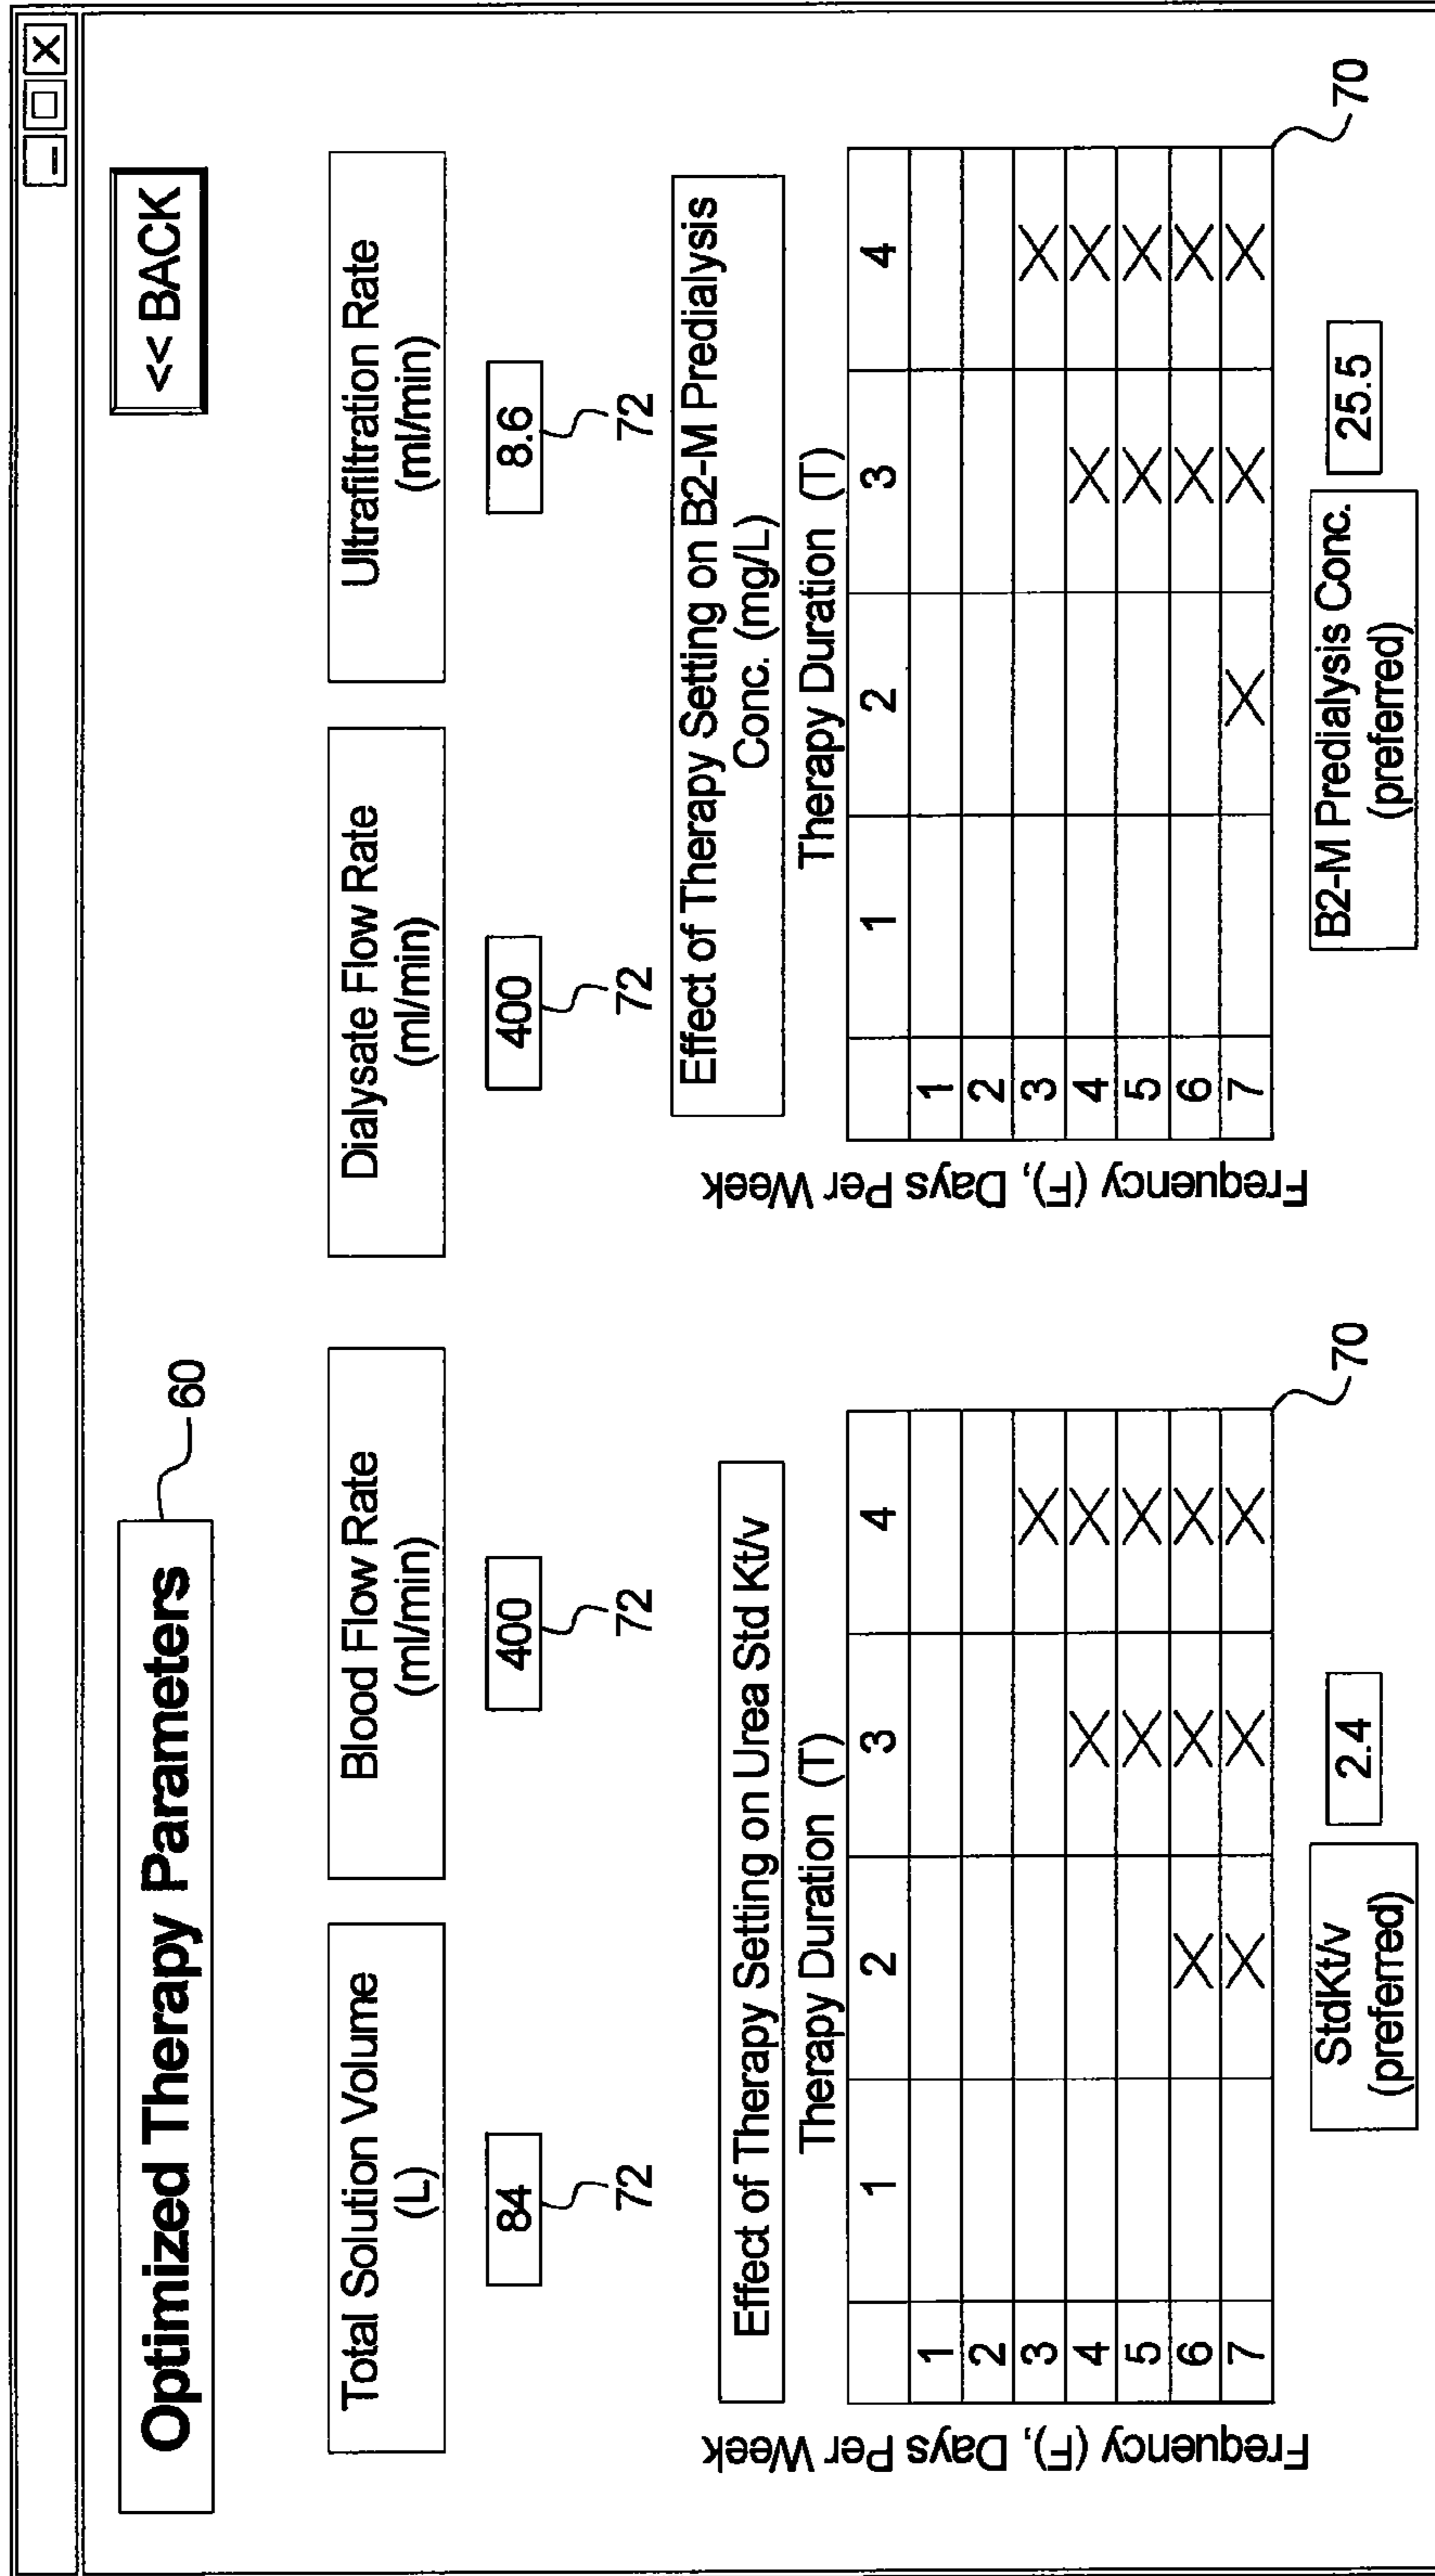 << BACK
Optimized Therapy Parameters
60
Total Solution Volume
(L)
Blood Flow Rate
(ml/min)
Dialysate Flow Rate
(ml/min)
Ultrafiltration Rate
(ml/min)
84
400
400
8.6
72
72
72
72
Effect of Therapy Setting on Urea Std Kt/v
Therapy Duration (T)
Frequency (F), Days Per Week
1 2 3 4
1
2
3 X
4 X X
5 X X
6 X X X
7 X X X
70
StdKt/v
(preferred)
2.4
Effect of Therapy Setting on B2-M Predialysis
Conc. (mg/L)
Therapy Duration (T)
Frequency (F), Days Per Week
1 2 3 4
1
2
3 X
4 X X
5 X X
6 X X
7 X X X
70
B2-M Predialysis Conc.
(preferred)
25.5